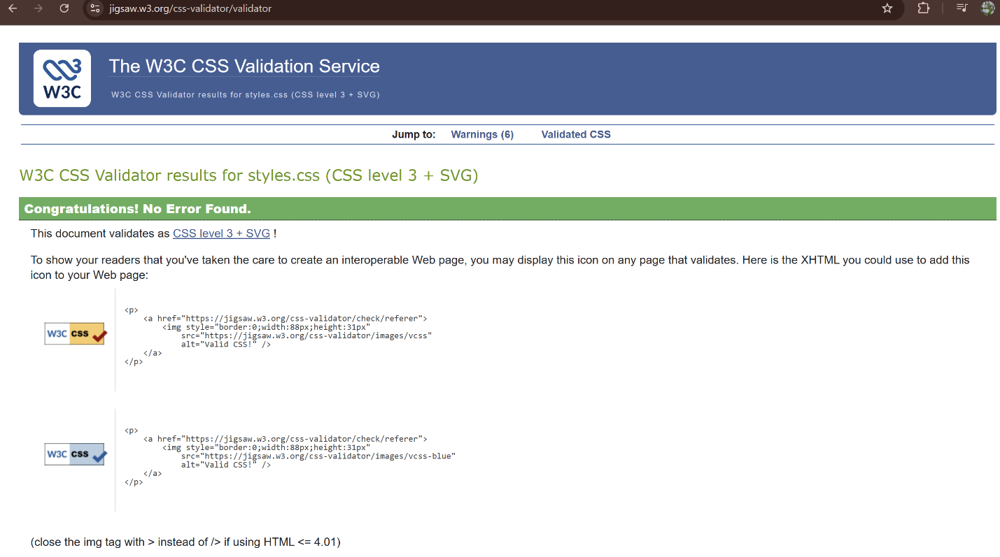 jigsaw.w3.org/css-validator/validator
W3C
The W3C CSS Validation Service
W3C CSS Validator results for styles.css (CSS level 3 + SVG)
Jump to: Warnings (6) Validated CSS
W3C CSS Validator results for styles.css (CSS level 3 + SVG)
Congratulations! No Error Found.
This document validates as CSS level 3 + SVG !
To show your readers that you've taken the care to create an interoperable Web page, you may display this icon on any page that validates. Here is the XHTML you could use to add this
icon to your Web page:
W3C css
<p>
    <a href="https://jigsaw.w3.org/css-validator/check/referer">
        <img style="border:0;width:88px;height:31px"
            src="https://jigsaw.w3.org/css-validator/images/vcss"
            alt="Valid CSS!" />
    </a>
</p>
W3C css
<p>
    <a href="https://jigsaw.w3.org/css-validator/check/referer">
        <img style="border:0;width:88px;height:31px"
            src="https://jigsaw.w3.org/css-validator/images/vcss-blue"
            alt="Valid CSS!" />
    </a>
</p>
(close the img tag with > instead of /> if using HTML <= 4.01)